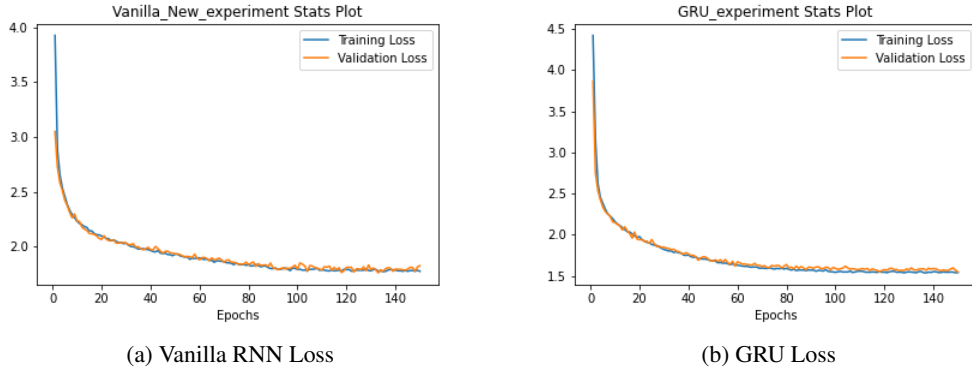 Vanilla_New_experiment Stats Plot
4.0
3.5
3.0
2.5
2.0
Training Loss
Validation Loss
0 20 40 60 80 100 120 140
Epochs
(a) Vanilla RNN Loss
GRU_experiment Stats Plot
4.5
4.0
3.5
3.0
2.5
2.0
1.5
Training Loss
Validation Loss
0 20 40 60 80 100 120 140
Epochs
(b) GRU Loss